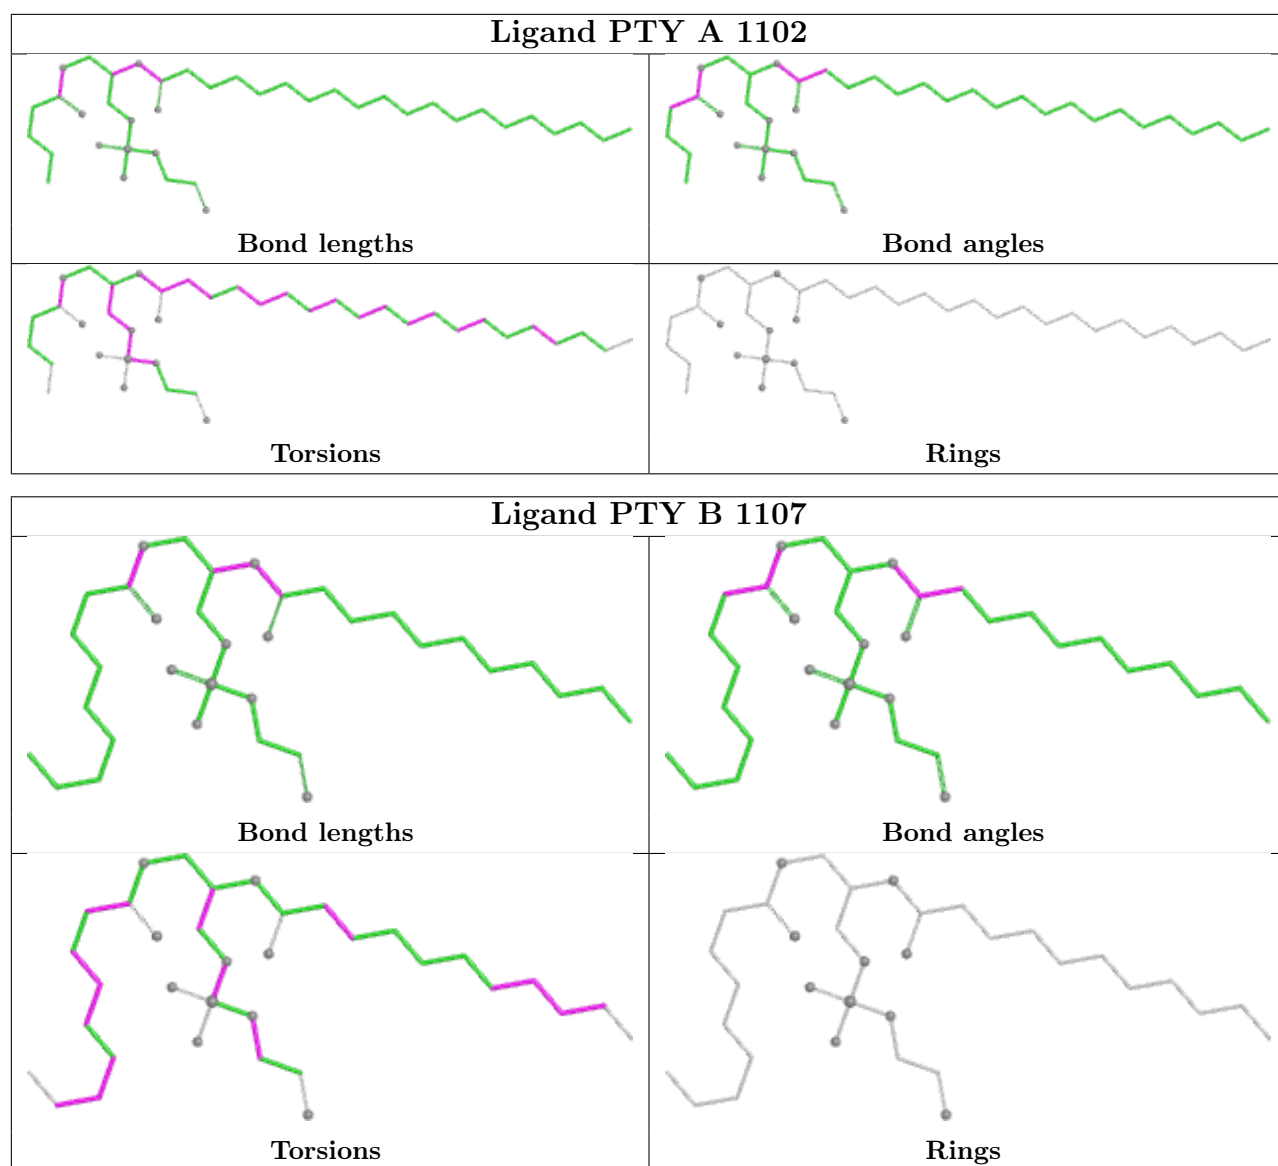 Ligand PTY A 1102
Bond lengths
Bond angles
Torsions
Rings
Ligand PTY B 1107
Bond lengths
Bond angles
Torsions
Rings